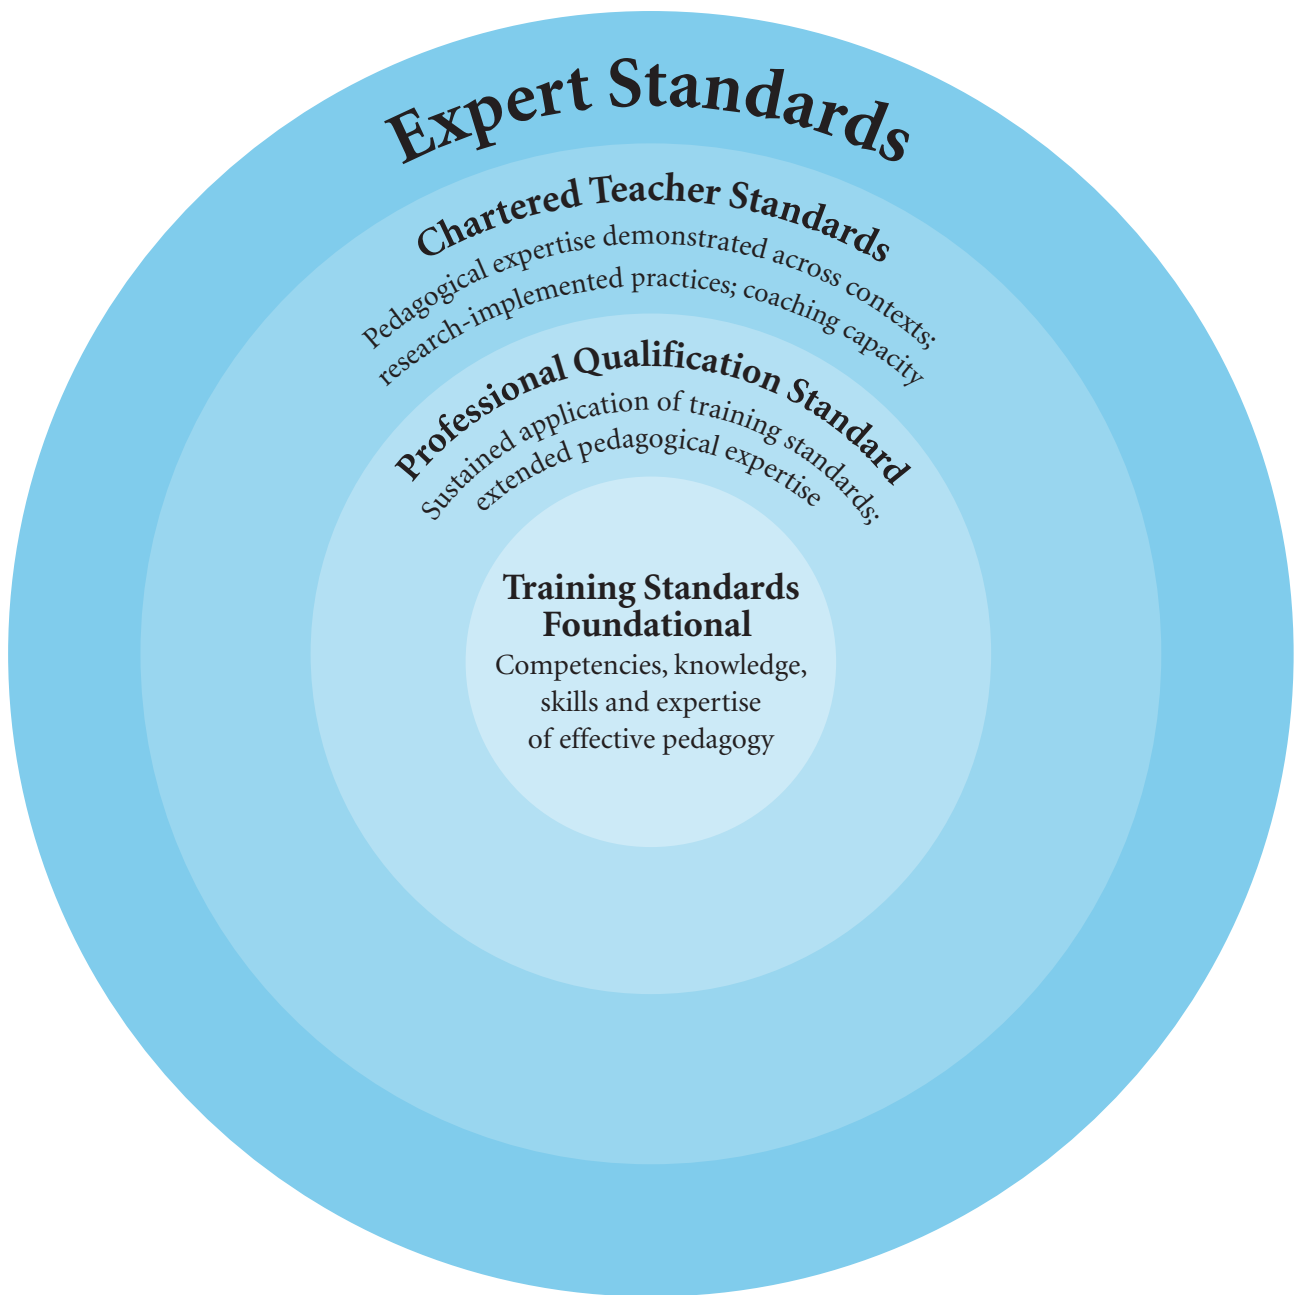 Expert Standards
Chartered Teacher Standards
Pedagogical expertise demonstrated across contexts;
research-implemented practices; coaching capacity
Professional Qualification Standard
Sustained application of training standards;
extended pedagogical expertise
Training Standards
Foundational
Competencies, knowledge,
skills and expertise
of effective pedagogy